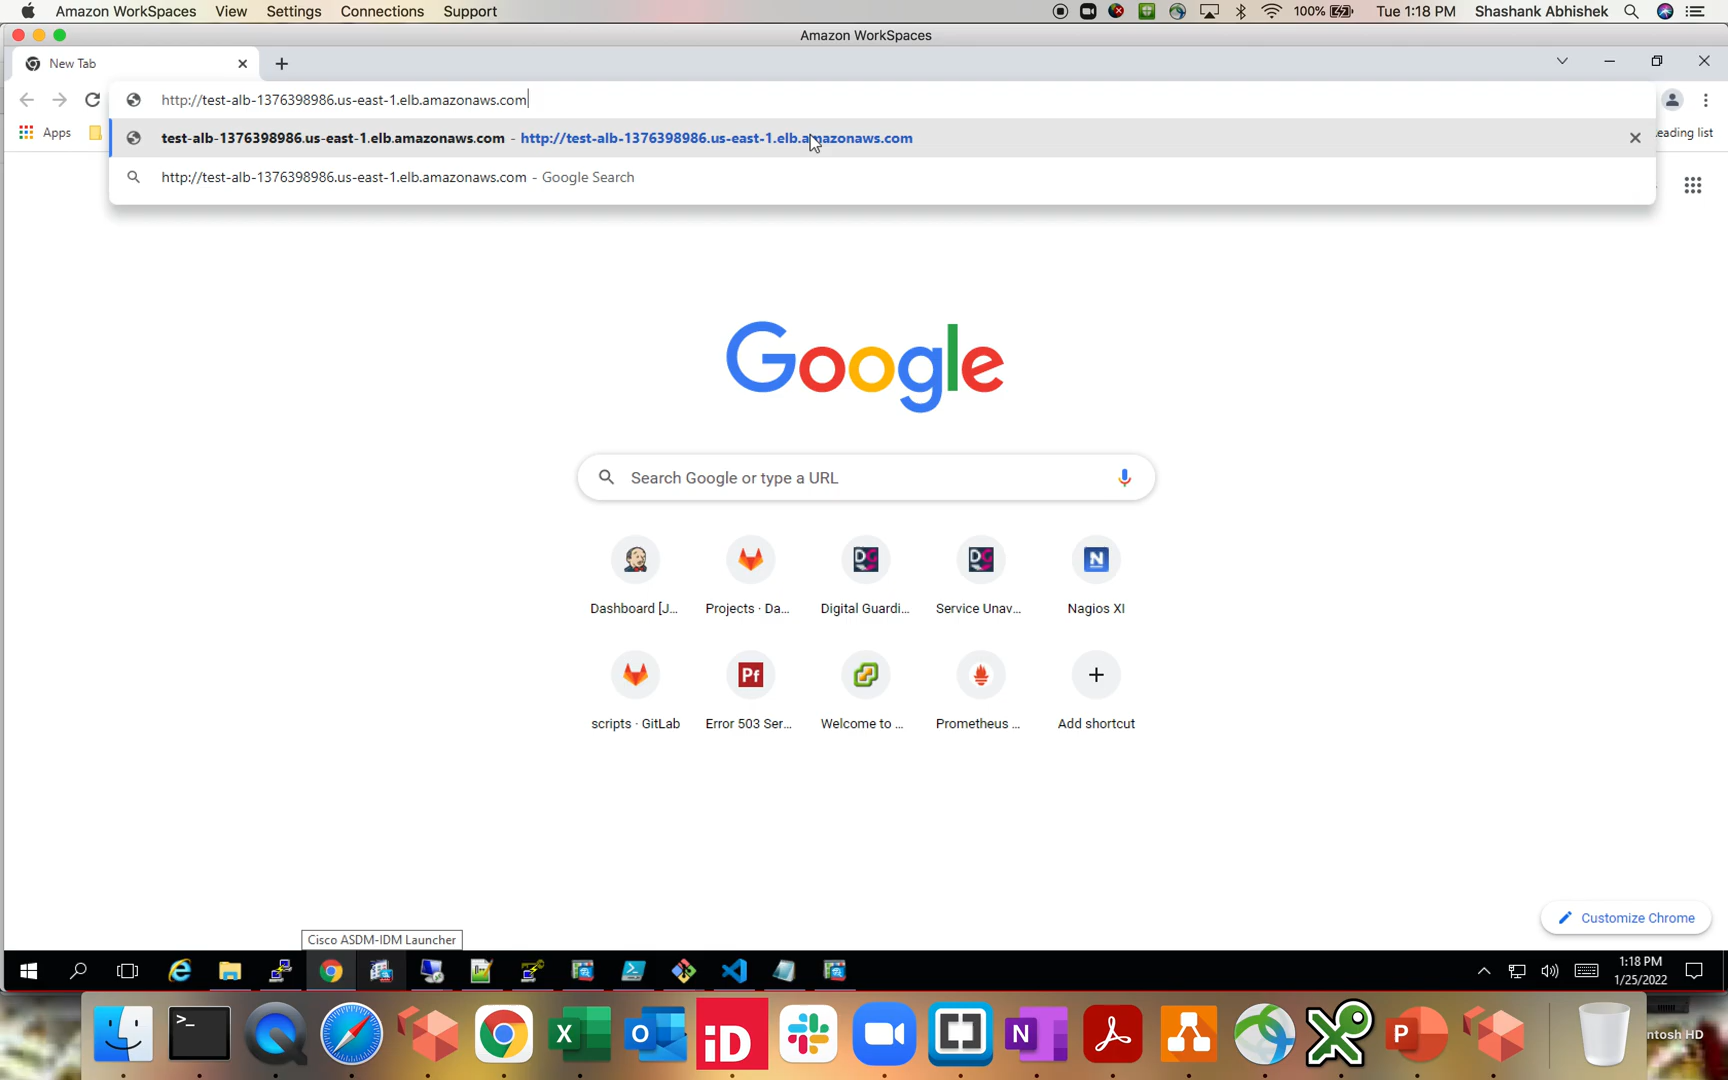 Amazon WorkSpaces View Settings Connections Support
100% Tue 1:18 PM Shashank Abhishek
Amazon WorkSpaces
New Tab
http://test-alb-1376398986.us-east-1.elb.amazonaws.com
Apps
test-alb-1376398986.us-east-1.elb.amazonaws.com - http://test-alb-1376398986.us-east-1.elb.amazonaws.com
eading list
http://test-alb-1376398986.us-east-1.elb.amazonaws.com - Google Search
Google
Search Google or type a URL
DG DG N
Dashboard [J... Projects · Da... Digital Guardi... Service Unav... Nagios XI
Pf
scripts · GitLab Error 503 Ser... Welcome to ... Prometheus ... Add shortcut
Customize Chrome
Cisco ASDM-IDM Launcher
1:18 PM
1/25/2022
X O iD N P
ntosh HD